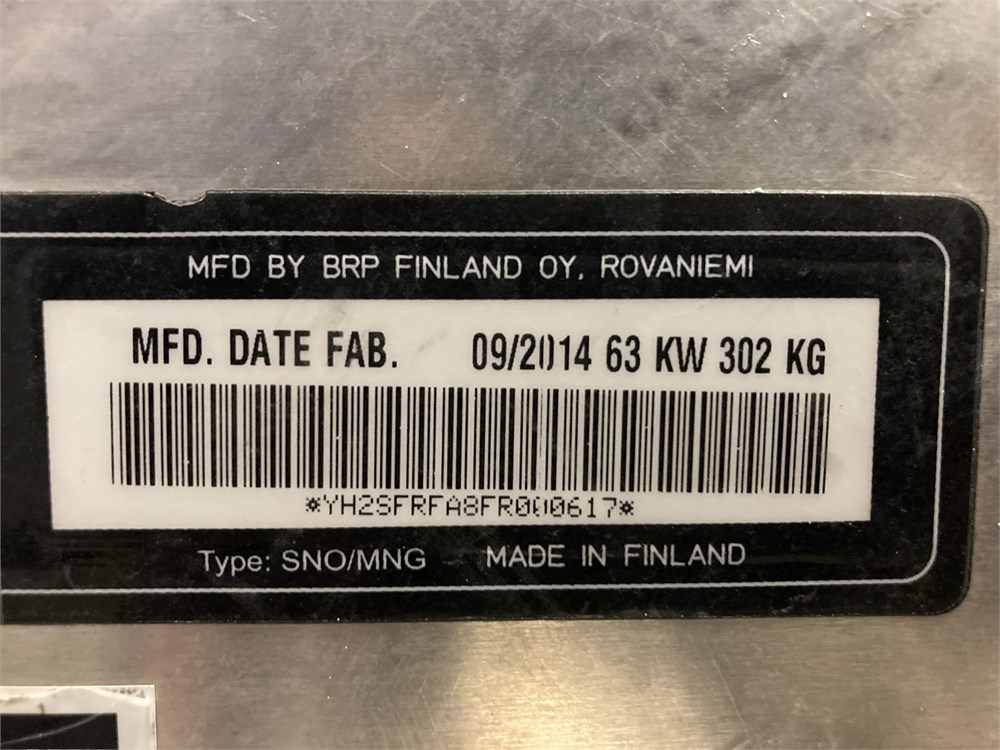 MFD BY BRP FINLAND OY, ROVANIEMI
MFD. DATE FAB. 09/2014 63 KW 302 KG
*YH2SFRFA8FR000617*
Type: SNO/MNG MADE IN FINLAND